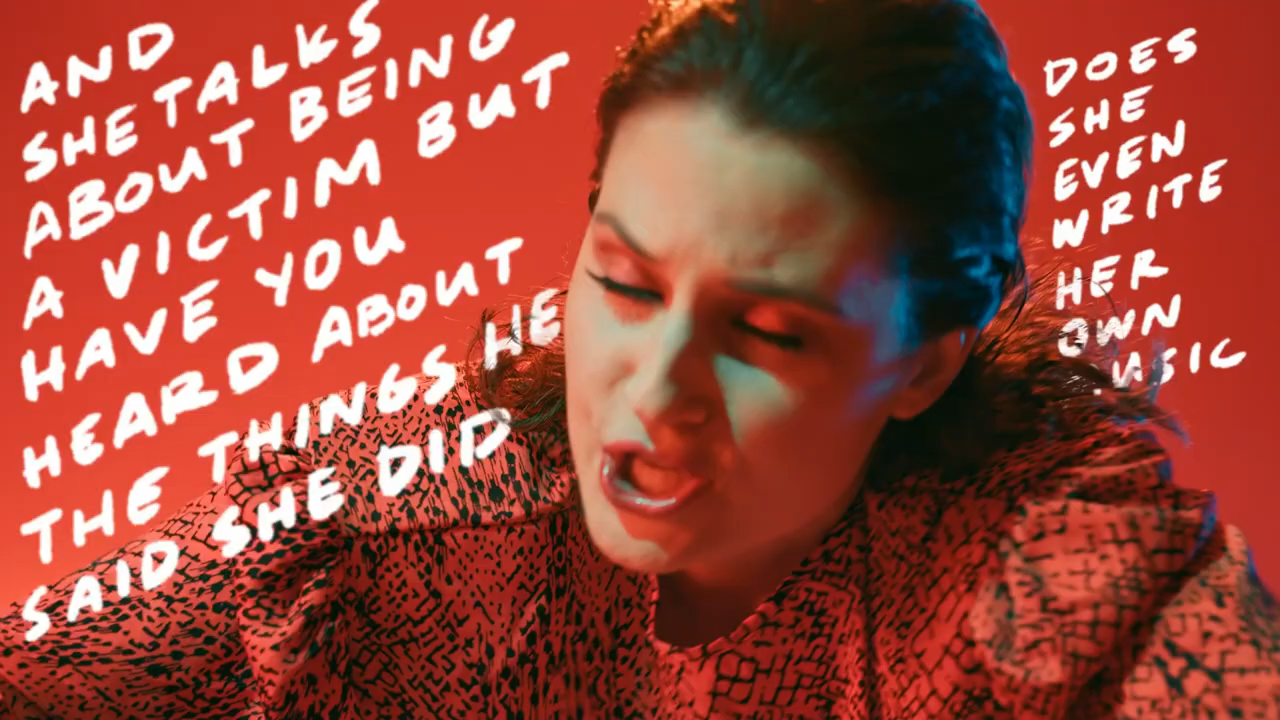 AND
SHE TALKS
ABOUT BEING
A VICTIM BUT
HAVE YOU
HEARD ABOUT
THE THINGS HE
SAID SHE DID
DOES
SHE
EVEN
WRITE
HER
OWN